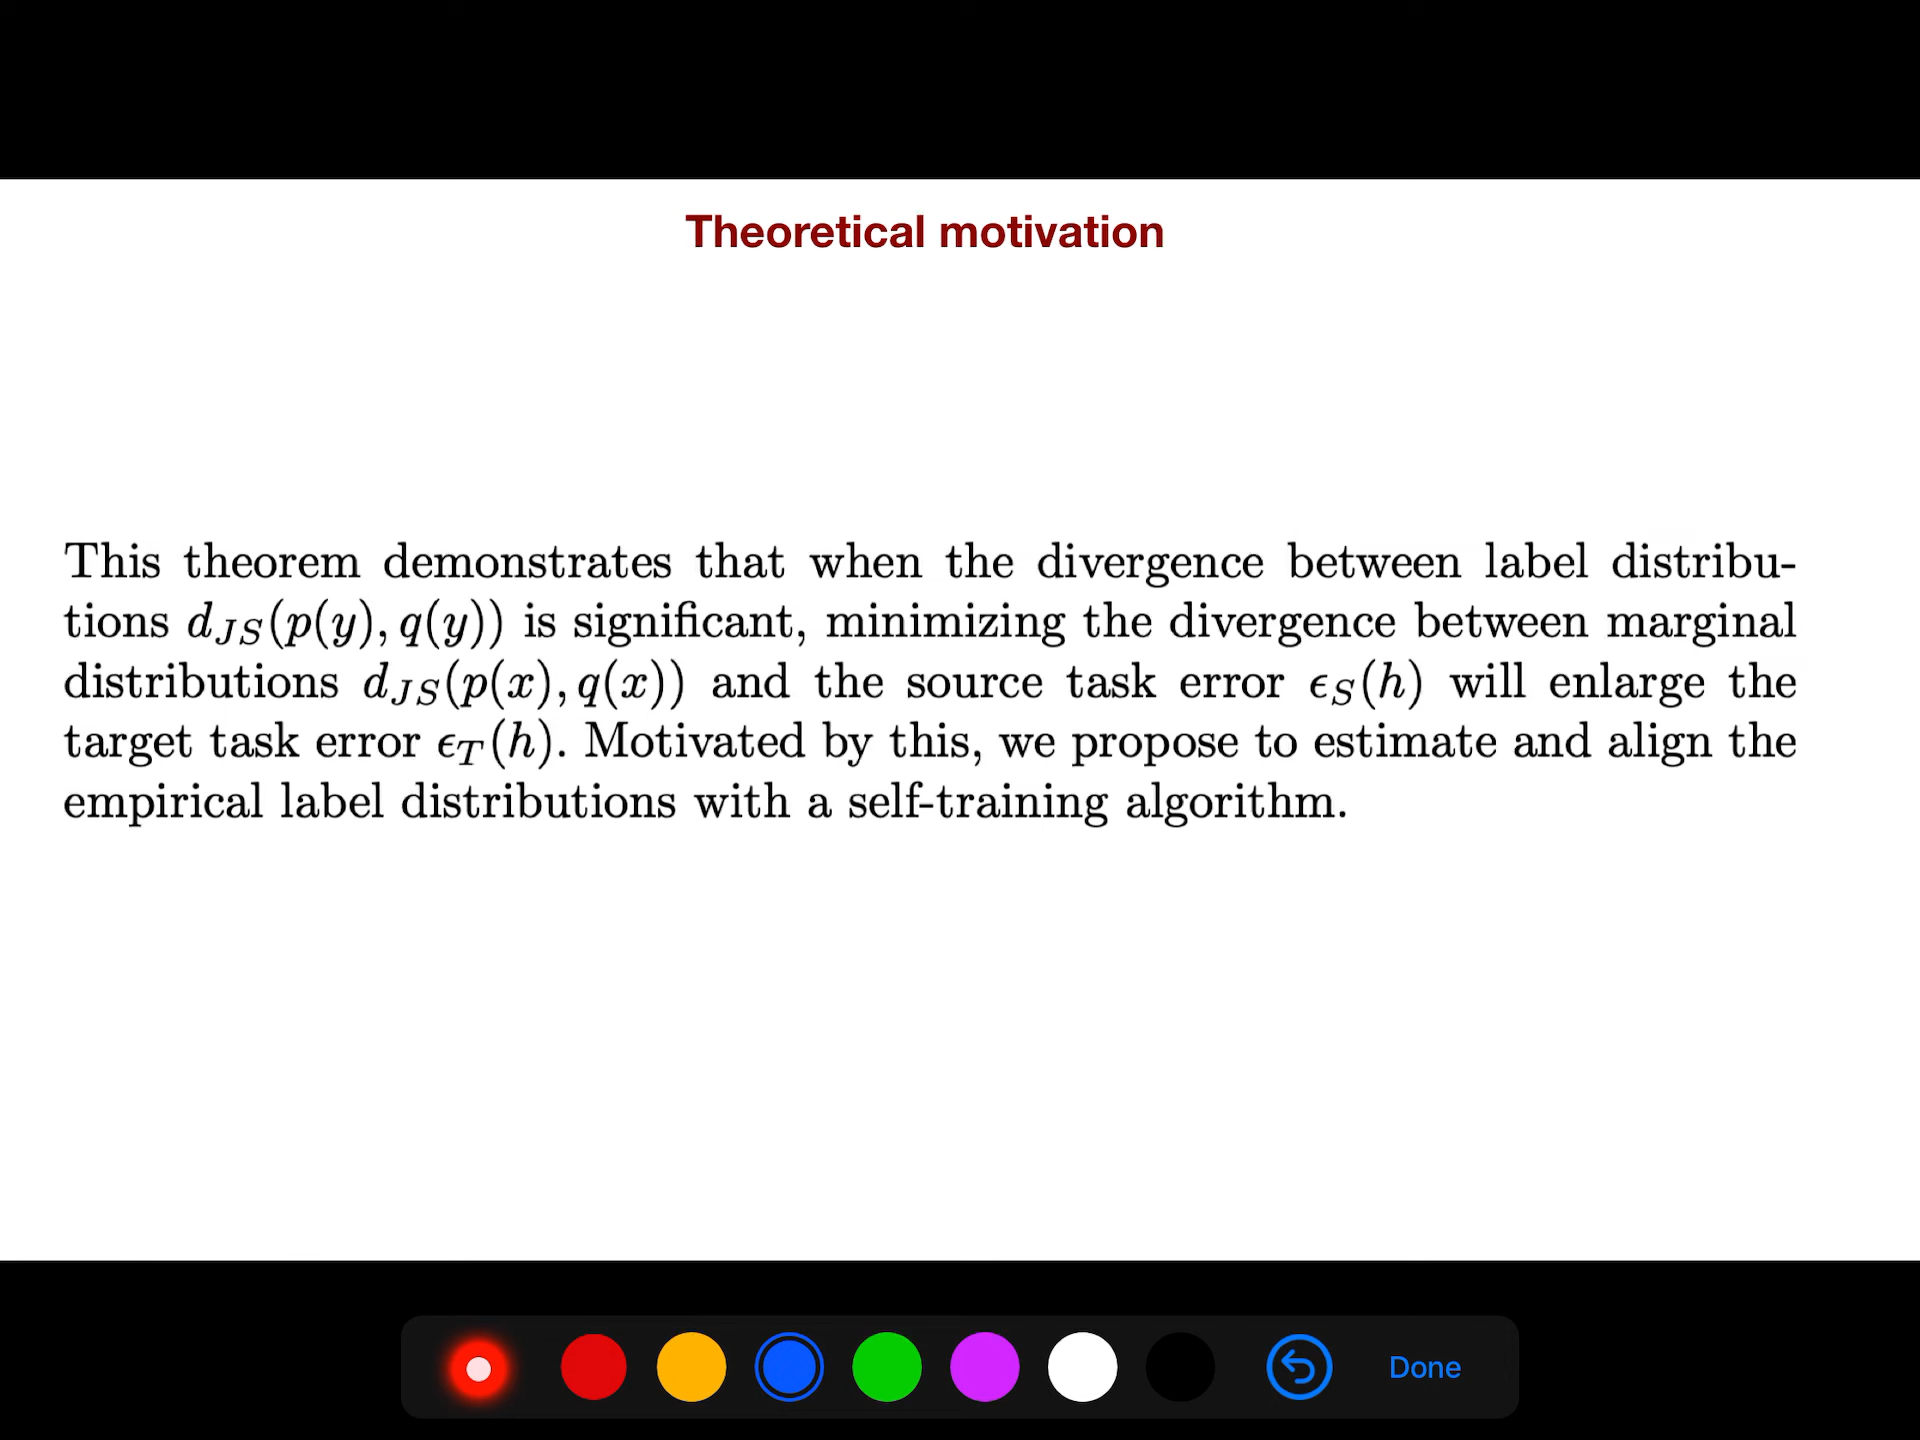 Theoretical motivation
This theorem demonstrates that when the divergence between label distribu-
tions d_{JS}(p(y), q(y)) is significant, minimizing the divergence between marginal
distributions d_{JS}(p(x), q(x)) and the source task error ϵ_S(h) will enlarge the
target task error ϵ_T(h). Motivated by this, we propose to estimate and align the
empirical label distributions with a self-training algorithm.
Done